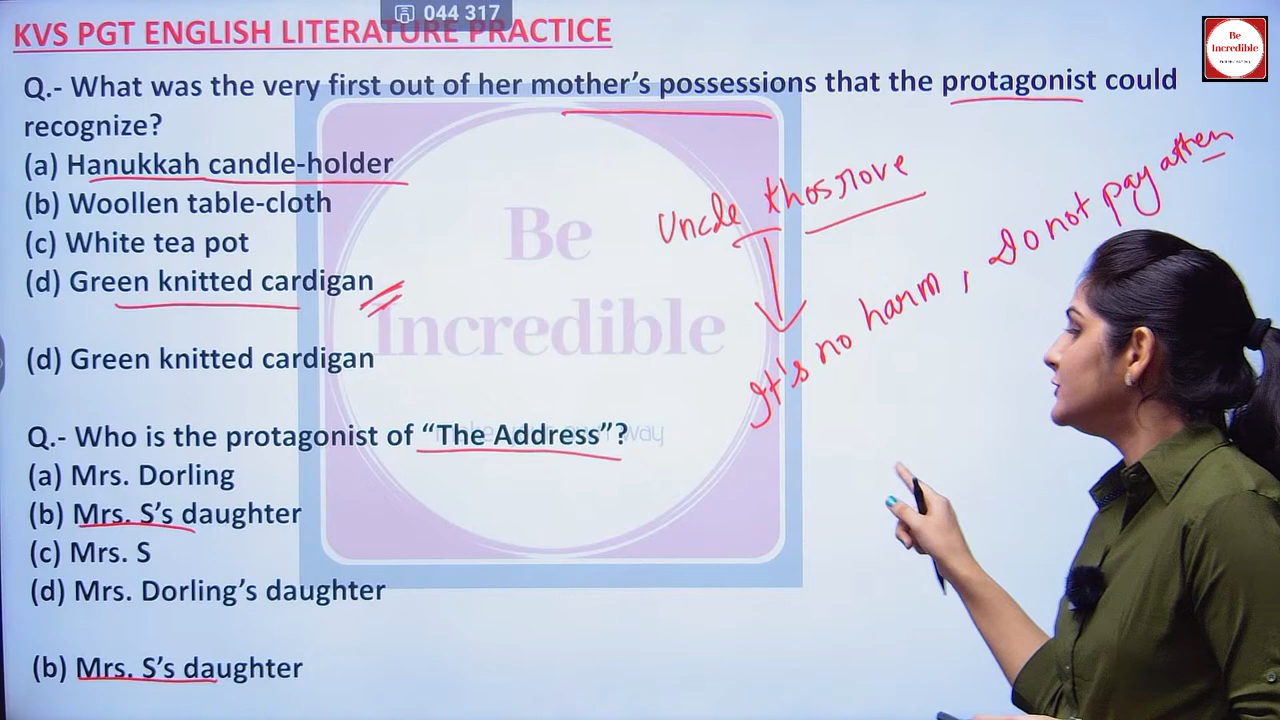 044 317
KVS PGT ENGLISH LITERATURE PRACTICE
Be
Incredible
Q.- What was the very first out of her mother's possessions that the protagonist could
recognize?
(a) Hanukkah candle-holder
(b) Woollen table-cloth
(c) White tea pot
(d) Green knitted cardigan
Uncle khosrove
It's no harm, Do not pay atten
Be
Incredible
way
(d) Green knitted cardigan
Q.- Who is the protagonist of “The Address”?
(a) Mrs. Dorling
(b) Mrs. S's daughter
(c) Mrs. S
(d) Mrs. Dorling's daughter
(b) Mrs. S's daughter